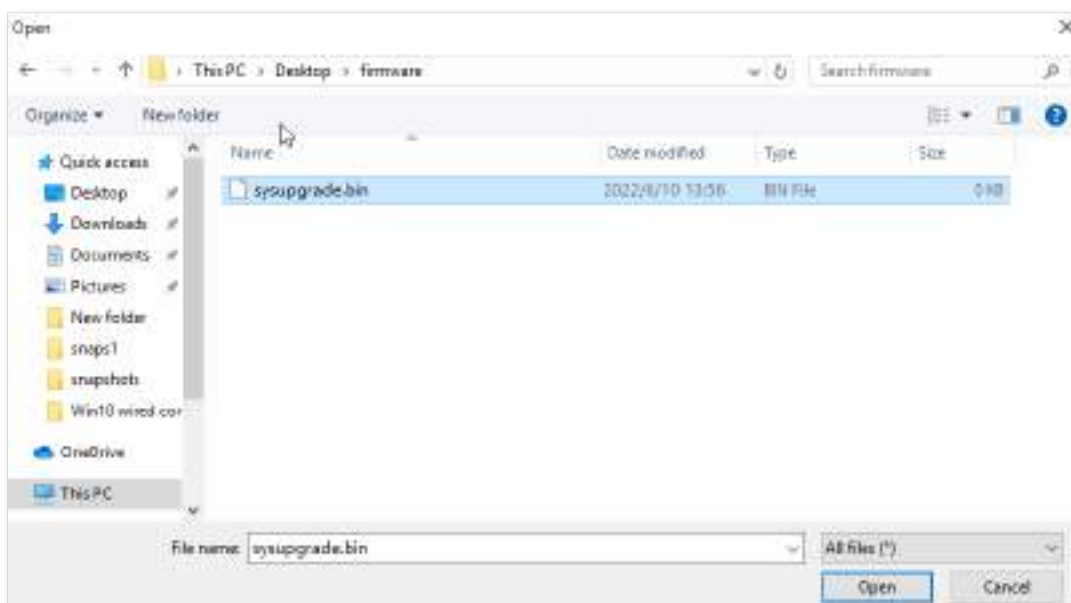 Open
This PC > Desktop > firmware
Search firmware
Organize
New folder
Name
Date modified
Type
Size
Quick access
Desktop
Downloads
Documents
Pictures
New folder
snaps1
snapshots
Win10 wired cor
OneDrive
This PC
sysupgrade.bin
2022/6/10 13:56
BIN File
0 KB
File name: sysupgrade.bin
All files (*)
Open
Cancel